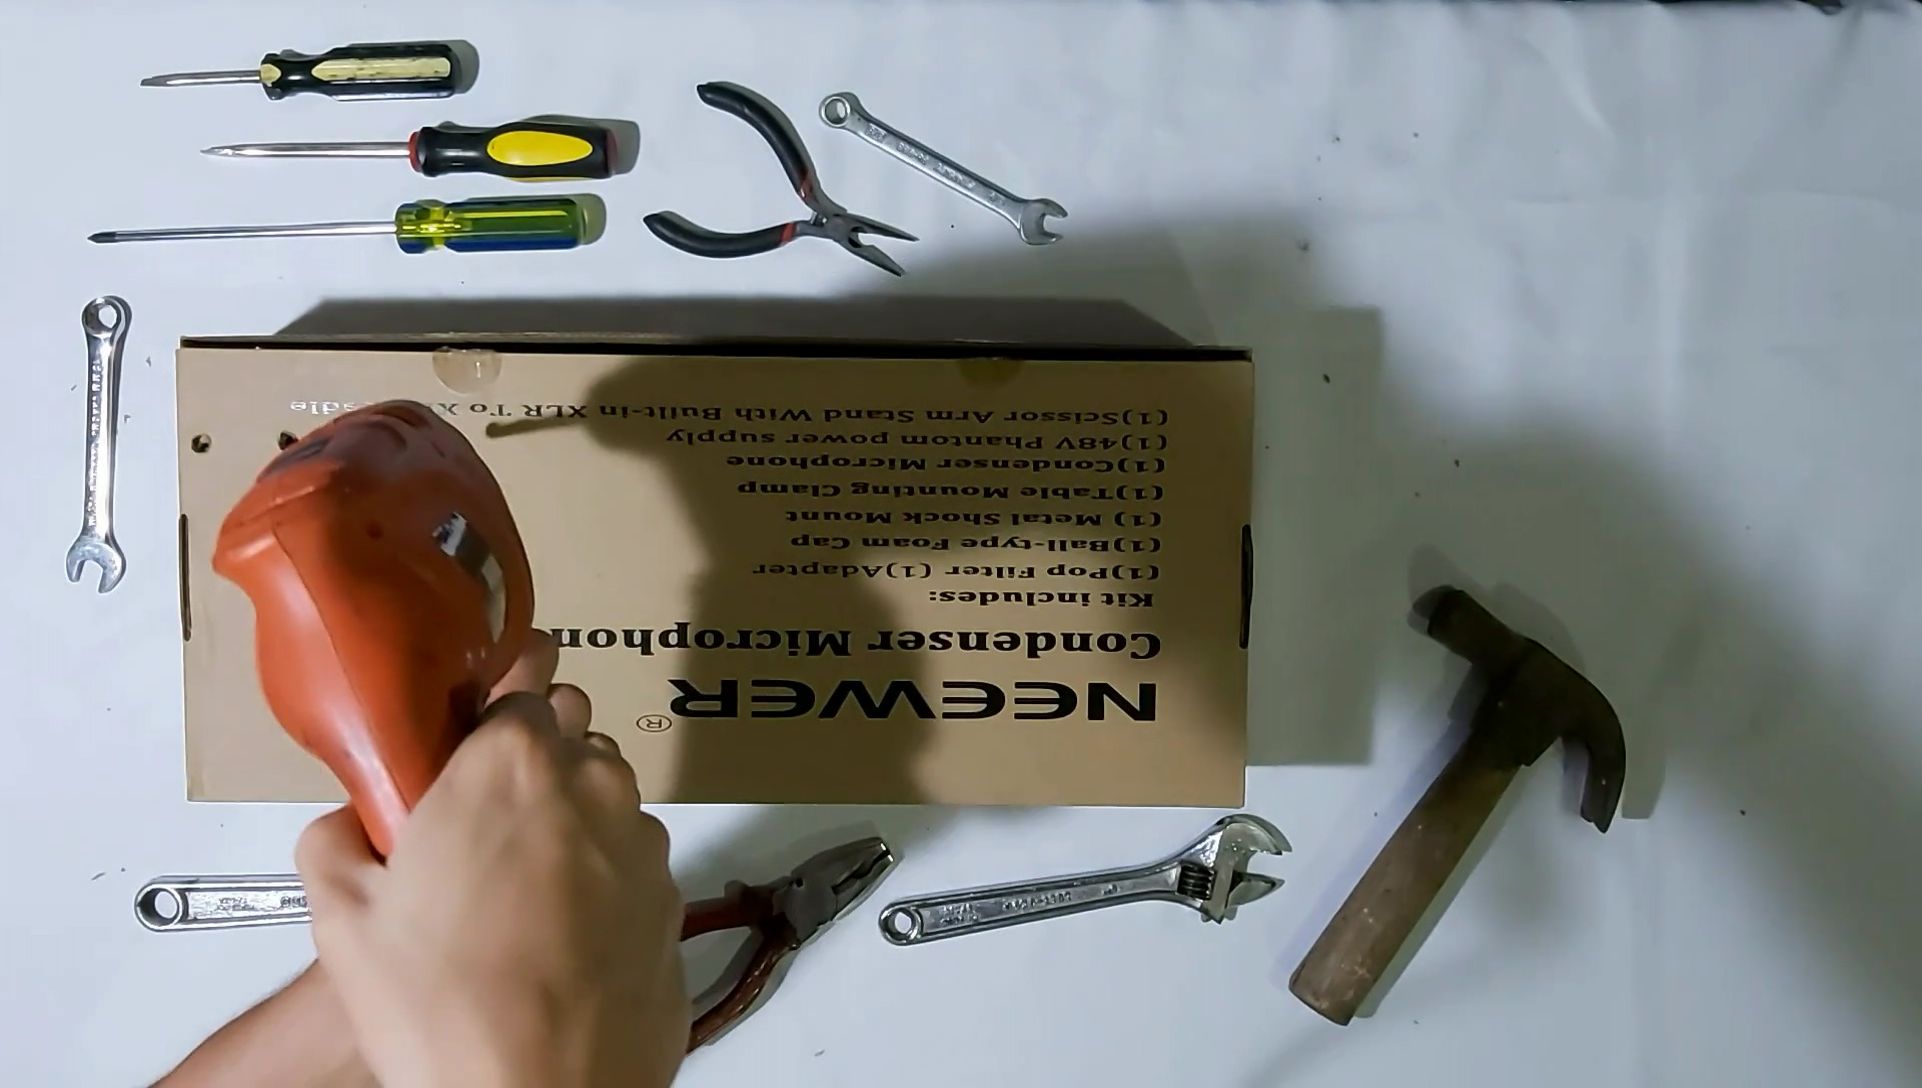 NEEWER®
Condenser Microphon
Kit includes:
(1)Pop Filter (1)Adapter
(1)Ball-type Foam Cap
(1) Metal Shock Mount
(1)Table Mounting Clamp
(1)Condenser Microphone
(1)48V Phantom power supply
(1)Scissor Arm Stand With Built-in XLR To